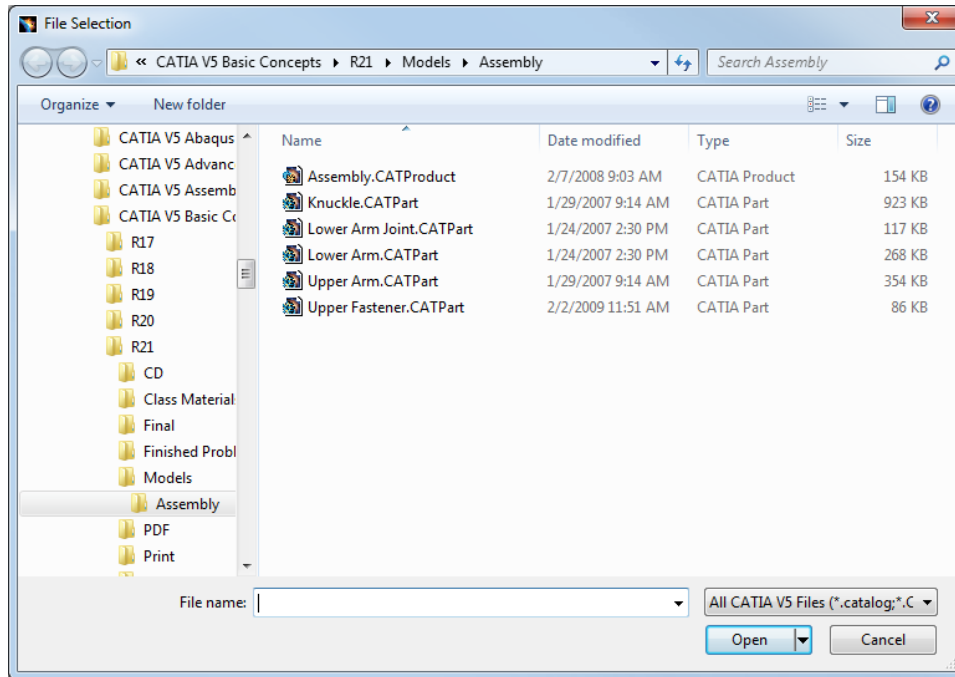 File Selection
« CATIA V5 Basic Concepts R21 Models Assembly Search Assembly
Organize New folder
CATIA V5 Abaqus
CATIA V5 Advanc
CATIA V5 Assemb
CATIA V5 Basic Co
R17
R18
R19
R20
R21
CD
Class Material
Final
Finished Probl
Models
Assembly
PDF
Print
Name Date modified Type Size
Assembly.CATProduct 2/7/2008 9:03 AM CATIA Product 154 KB
Knuckle.CATPart 1/29/2007 9:14 AM CATIA Part 923 KB
Lower Arm Joint.CATPart 1/24/2007 2:30 PM CATIA Part 117 KB
Lower Arm.CATPart 1/24/2007 2:30 PM CATIA Part 268 KB
Upper Arm.CATPart 1/29/2007 9:14 AM CATIA Part 354 KB
Upper Fastener.CATPart 2/2/2009 11:51 AM CATIA Part 86 KB
File name:
All CATIA V5 Files (*.catalog;*.C
Open Cancel